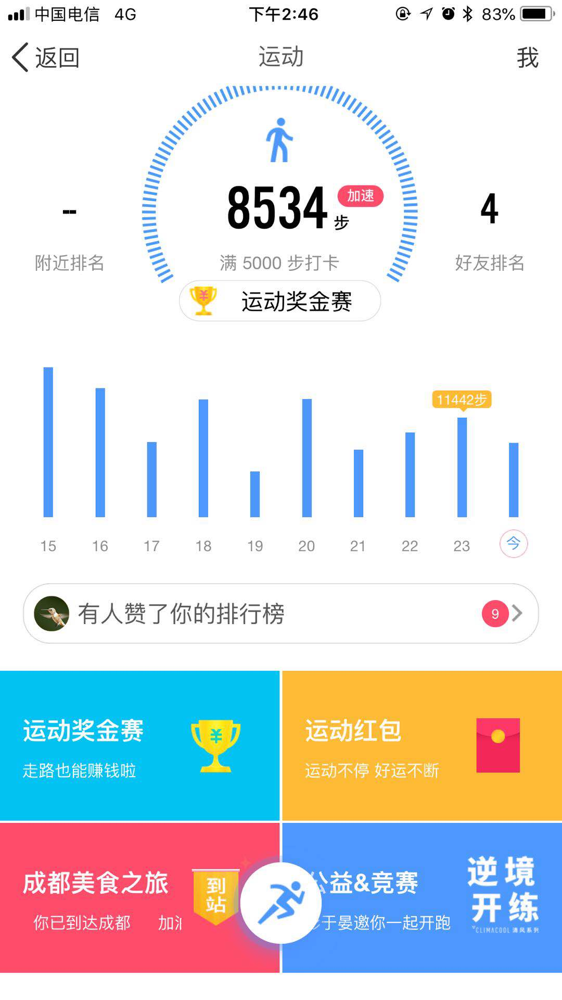 中国电信 4G 下午2:46 83%
返回 运动 我
8534步 加速
--
附近排名
满 5000 步打卡
4
好友排名
¥ 运动奖金赛
11442步
15 16 17 18 19 20 21 22 23 今
有人赞了你的排行榜 9
运动奖金赛
走路也能赚钱啦
¥
运动红包
运动不停 好运不断
成都美食之旅
你已到达成都 加
到站
公益&竞赛
于晏邀你一起开跑
逆境
开练
CLIMACOOL 清风系列